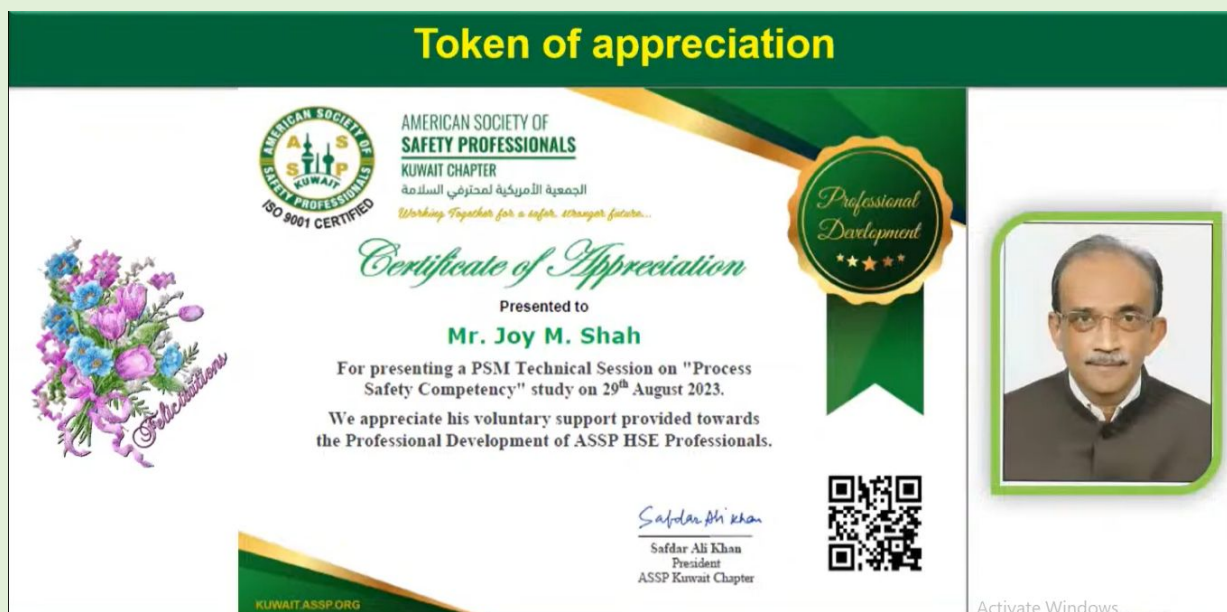 Token of appreciation
AMERICAN SOCIETY OF
SAFETY PROFESSIONALS
A S
S P
KUWAIT
ISO 9001 CERTIFIED
AMERICAN SOCIETY OF
SAFETY PROFESSIONALS
KUWAIT CHAPTER
الجمعية الأمريكية لمحترفي السلامة
Working Together for a safer, stronger future...
Professional
Development
Certificate of Appreciation
Presented to
Mr. Joy M. Shah
For presenting a PSM Technical Session on "Process
Safety Competency" study on 29th August 2023.
We appreciate his voluntary support provided towards
the Professional Development of ASSP HSE Professionals.
Felicitations
Safdar Ali Khan
Safdar Ali Khan
President
ASSP Kuwait Chapter
KUWAIT.ASSP.ORG
Activate Windows